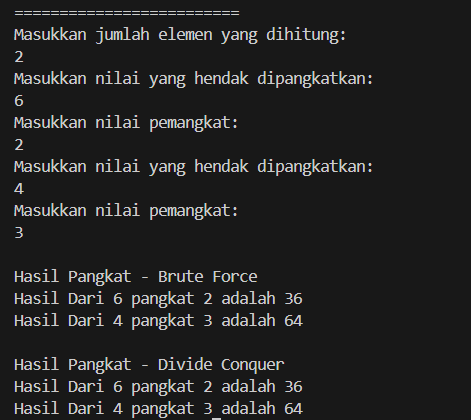 =========================
Masukkan jumlah elemen yang dihitung:
2
Masukkan nilai yang hendak dipangkatkan:
6
Masukkan nilai pemangkat:
2
Masukkan nilai yang hendak dipangkatkan:
4
Masukkan nilai pemangkat:
3
Hasil Pangkat - Brute Force
Hasil Dari 6 pangkat 2 adalah 36
Hasil Dari 4 pangkat 3 adalah 64
Hasil Pangkat - Divide Conquer
Hasil Dari 6 pangkat 2 adalah 36
Hasil Dari 4 pangkat 3 adalah 64